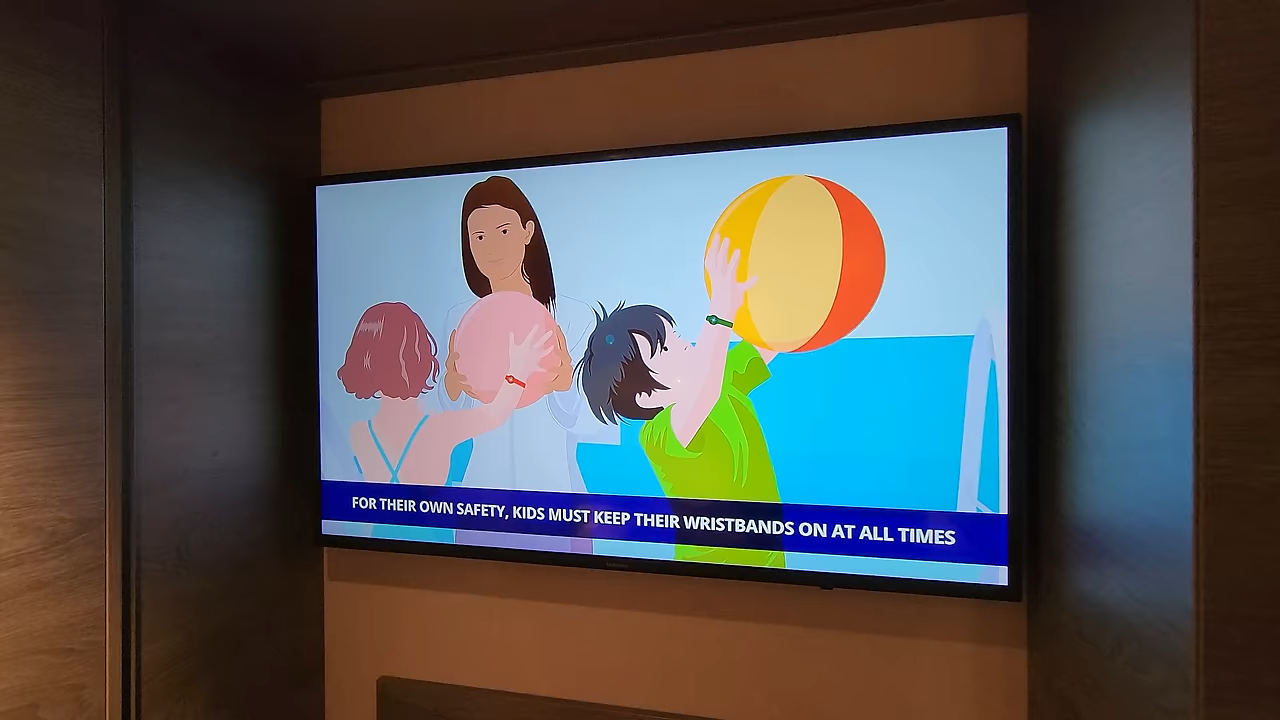 FOR THEIR OWN SAFETY, KIDS MUST KEEP THEIR WRISTBANDS ON AT ALL TIMES